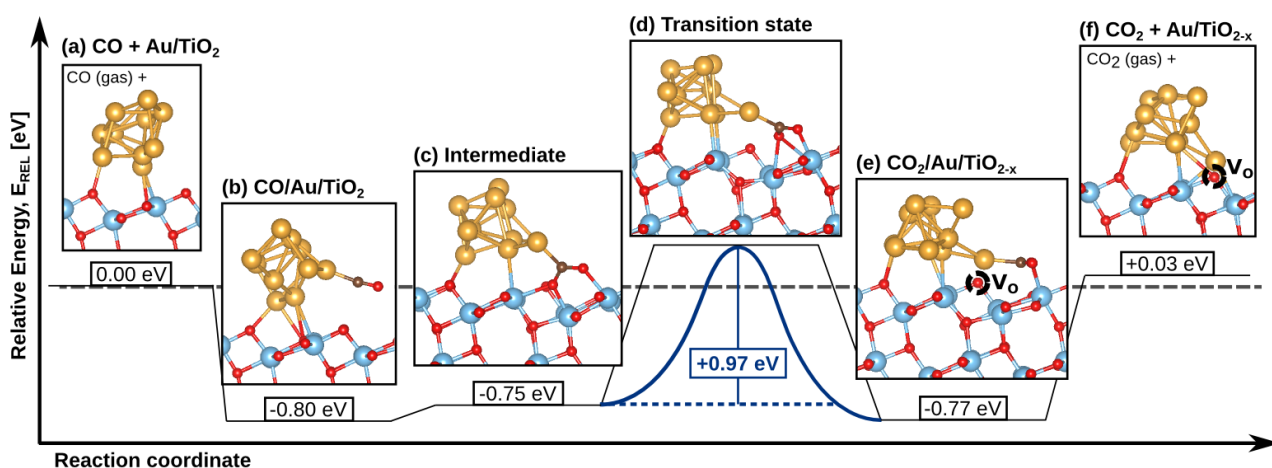 (a) CO + Au/TiO₂
CO (gas) +
0.00 eV
(b) CO/Au/TiO₂
-0.80 eV
(c) Intermediate
-0.75 eV
(d) Transition state
+0.97 eV
(e) CO₂/Au/TiO₂₋ₓ
V₀
-0.77 eV
(f) CO₂ + Au/TiO₂₋ₓ
CO₂ (gas) +
V₀
+0.03 eV
Relative Energy, E_REL [eV]
Reaction coordinate